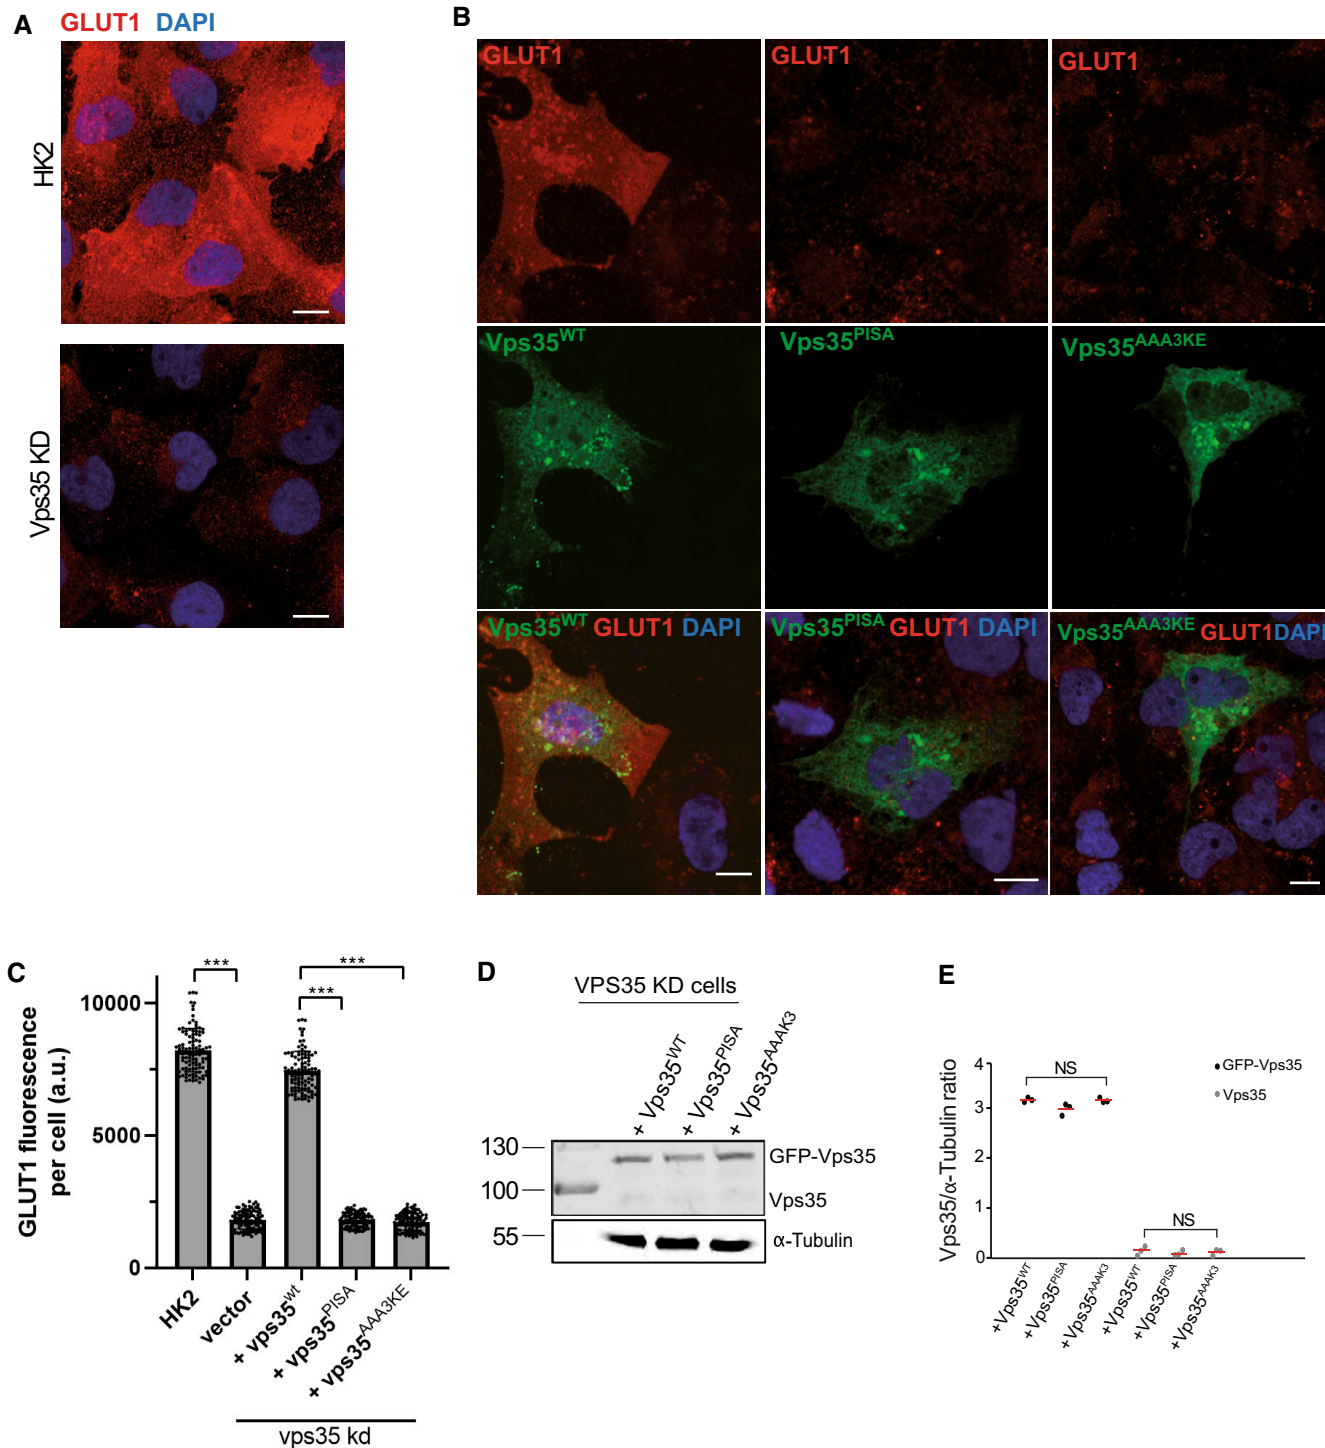 A
GLUT1 DAPI
HK2
Vps35 KD
B
GLUT1
GLUT1
GLUT1
Vps35WT
Vps35PISA
Vps35AAA3KE
Vps35WT GLUT1 DAPI
Vps35PISA GLUT1 DAPI
Vps35AAA3KE GLUT1DAPI
C
GLUT1 fluorescence
per cell (a.u.)
10000
5000
0
***
***
***
HK2
vector
+ vps35wt
+ vps35PISA
+ vps35AAA3KE
vps35 kd
D
VPS35 KD cells
+ Vps35WT
+ Vps35PISA
+ Vps35AAAK3
130
100
55
GFP-Vps35
Vps35
α-Tubulin
E
Vps35/α-Tubulin ratio
4
3
2
1
0
NS
NS
GFP-Vps35
Vps35
+Vps35WT
+Vps35PISA
+Vps35AAAK3
+Vps35WT
+Vps35PISA
+Vps35AAAK3